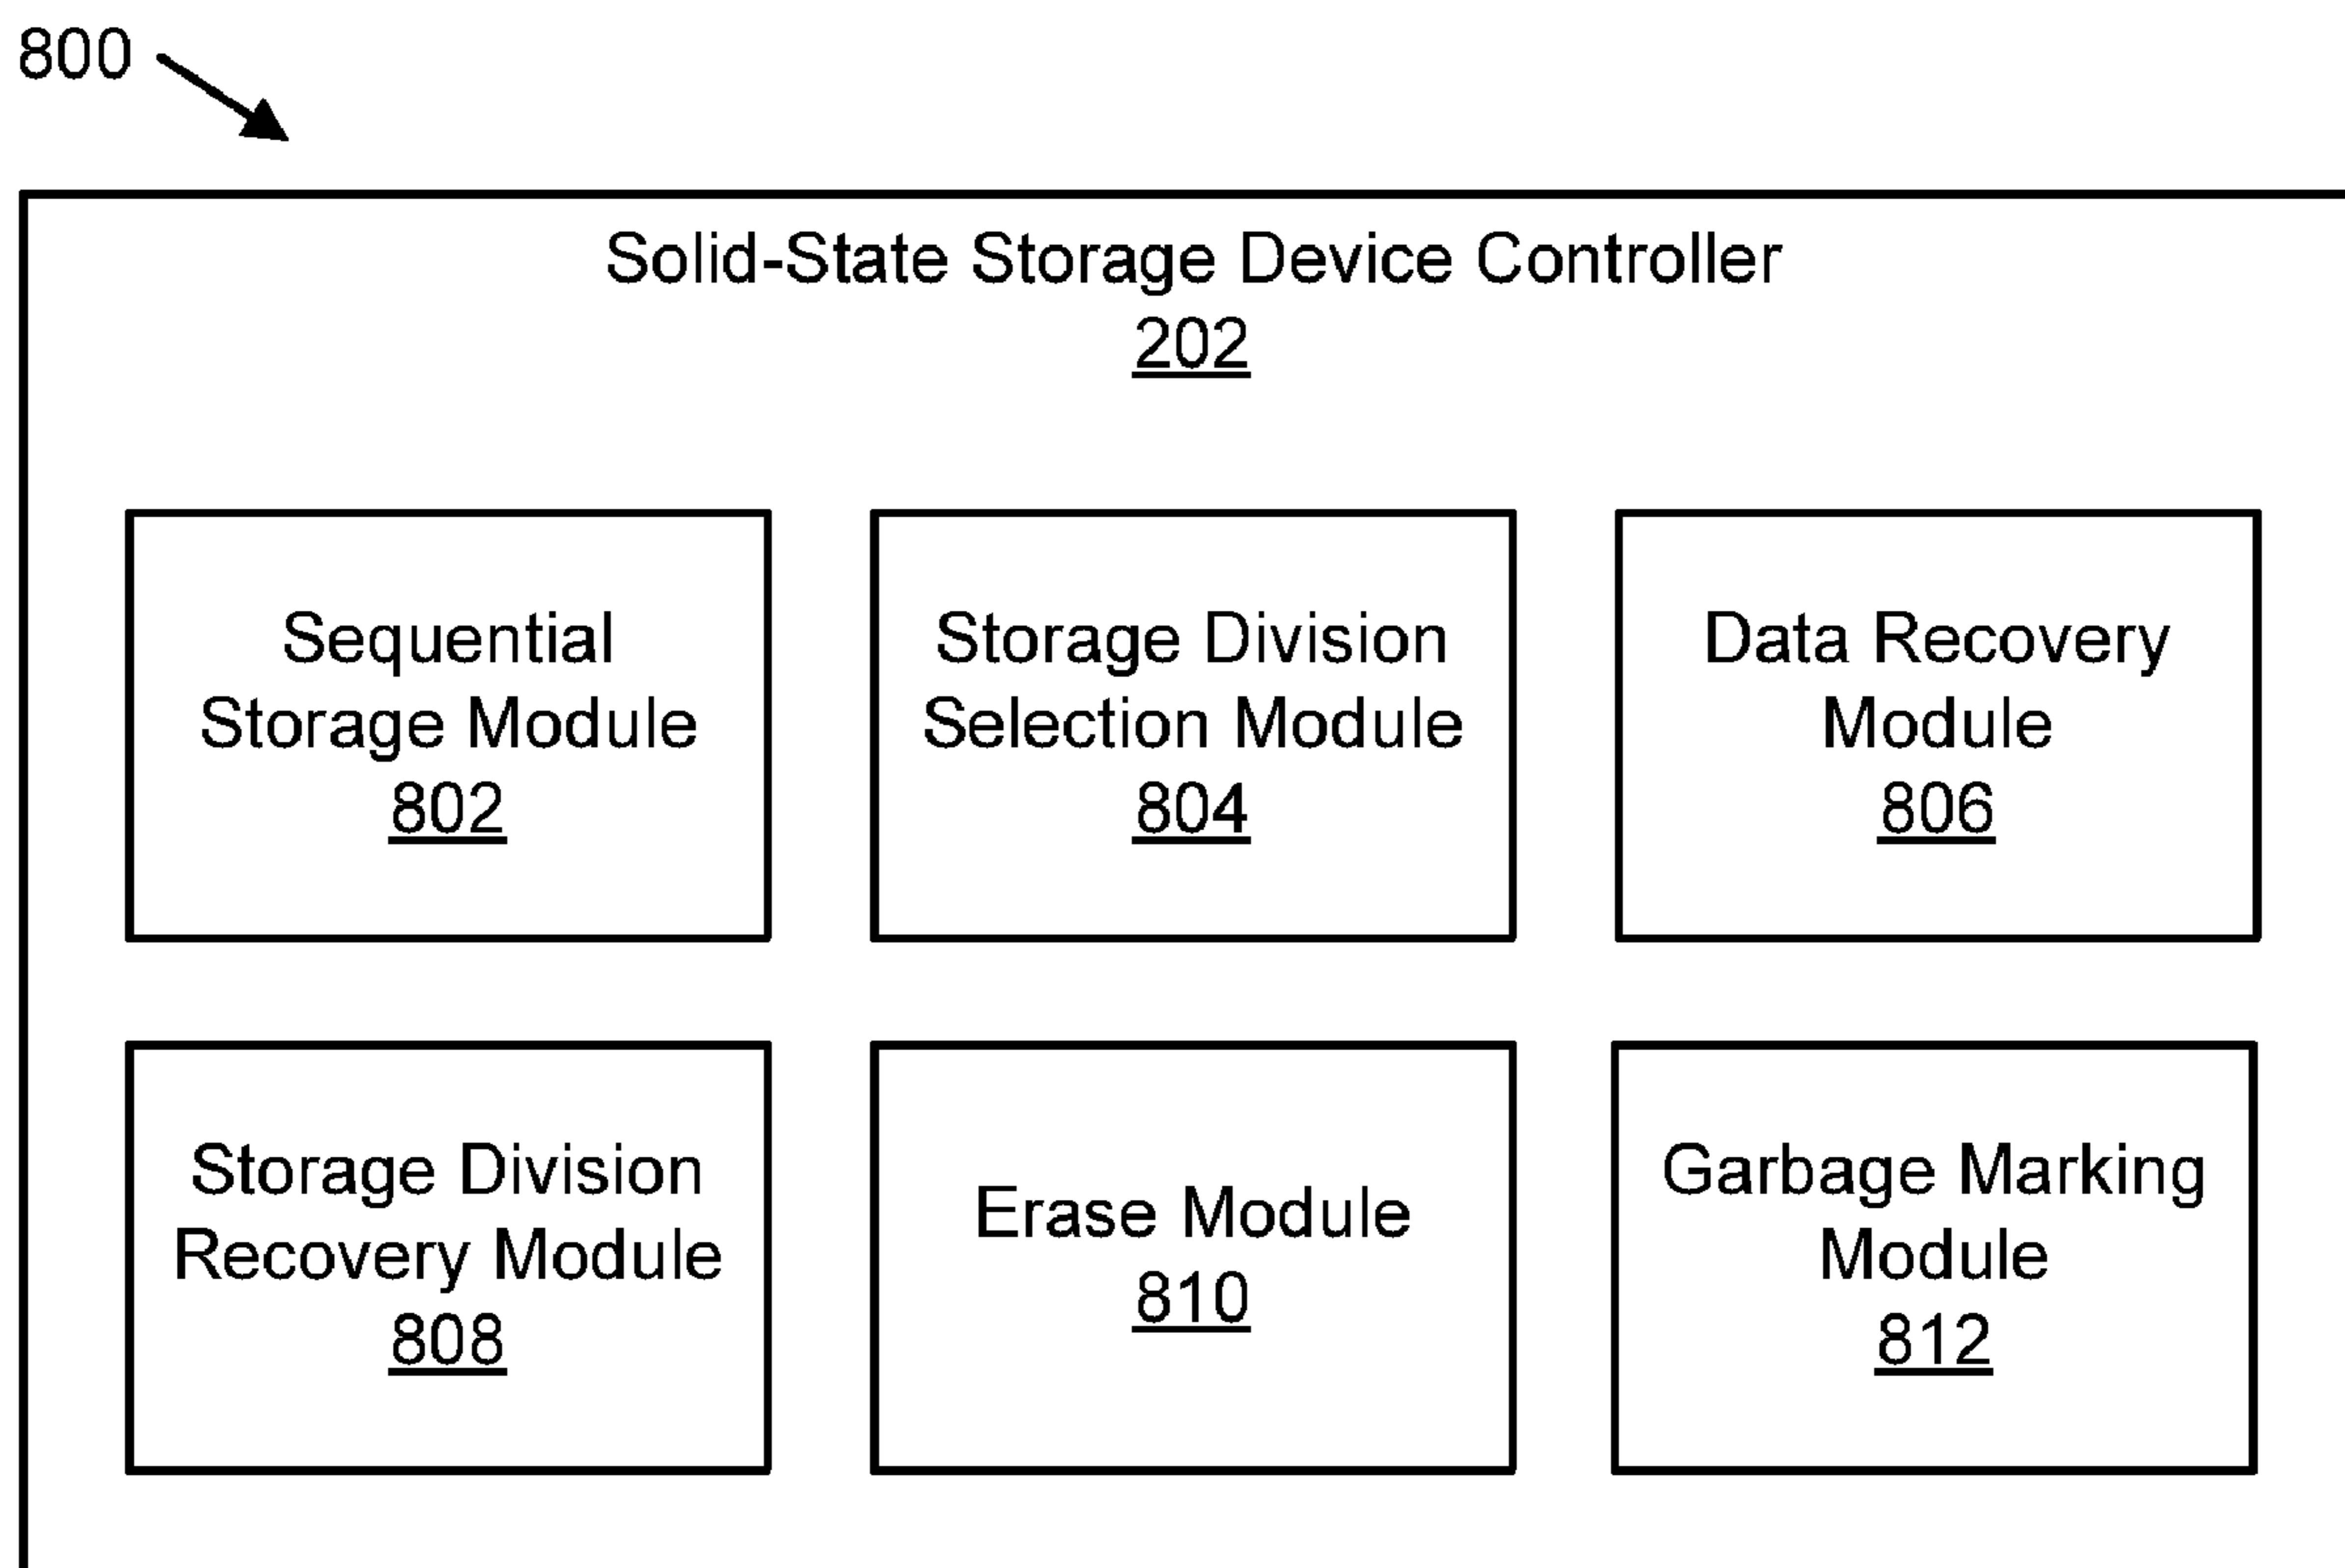 800
Solid-State Storage Device Controller
202
Sequential
Storage Module
802
Storage Division
Selection Module
804
Data Recovery
Module
806
Storage Division
Recovery Module
808
Erase Module
810
Garbage Marking
Module
812